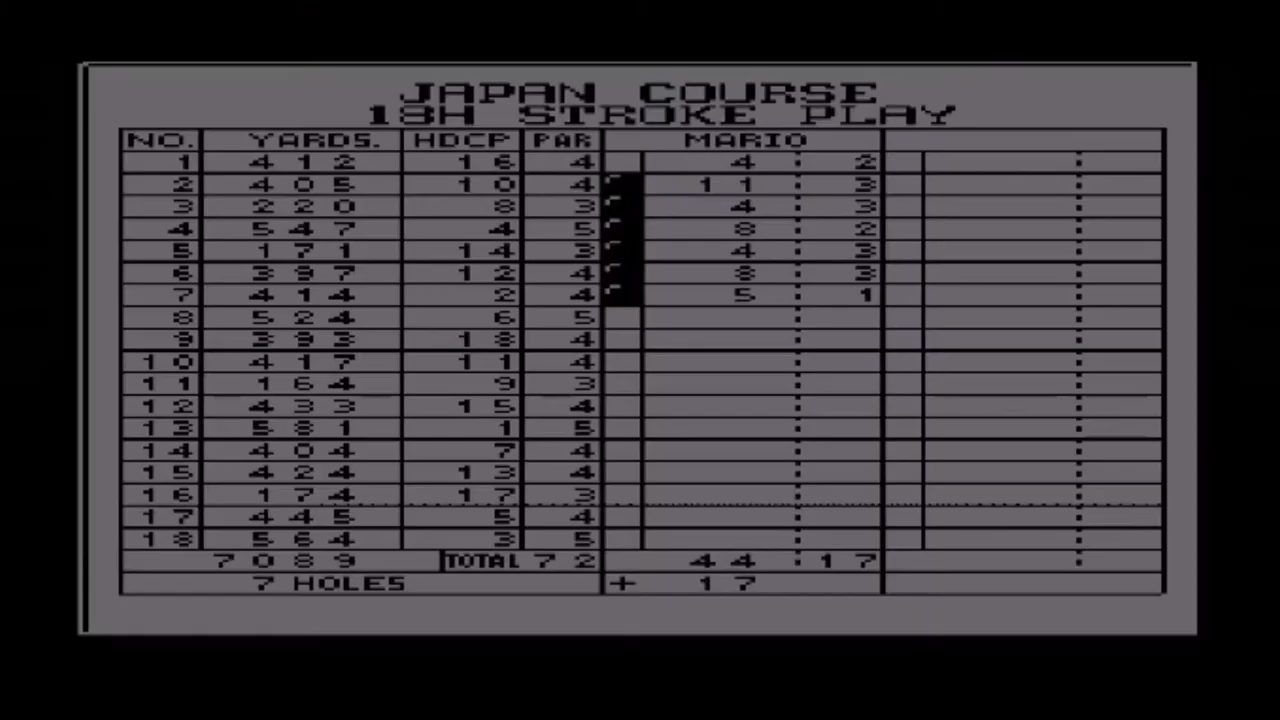 JAPAN COURSE
18H STROKE PLAY
NO. YARDS. HDCP PAR MARIO
1 412 16 4 4 2
2 405 10 4 11 3
3 220 8 3 4 3
4 547 4 5 8 2
5 171 14 3 4 3
6 397 12 4 8 3
7 414 2 4 5 1
8 524 6 5
9 393 18 4
10 417 11 4
11 164 9 3
12 433 15 4
13 581 1 5
14 404 7 4
15 424 13 4
16 174 17 3
17 445 5 4
18 564 3 5
7089 TOTAL 72 44 17
7 HOLES + 17